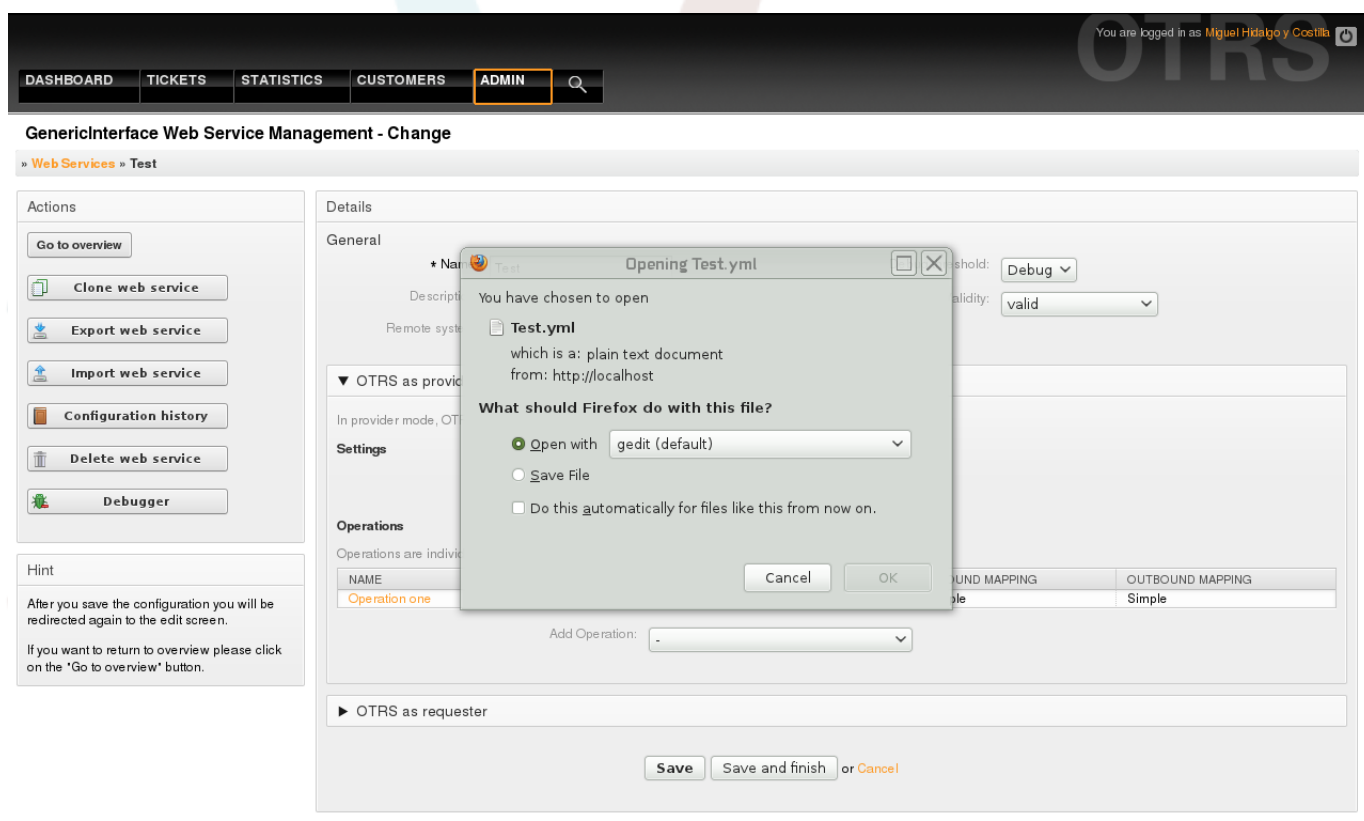 OTRS
You are logged in as Miguel Hidalgo y Costilla
DASHBOARD TICKETS STATISTICS CUSTOMERS ADMIN
GenericInterface Web Service Management - Change
» Web Services » Test
Actions
Go to overview
Clone web service
Export web service
Import web service
Configuration history
Delete web service
Debugger
Hint
After you save the configuration you will be
redirected again to the edit screen.
If you want to return to overview please click
on the "Go to overview" button.
Details
General
* Nam
Test
shold: Debug
Descripti
alidity: valid
Remote syste
Opening Test.yml
You have chosen to open
Test.yml
which is a: plain text document
from: http://localhost
What should Firefox do with this file?
Open with gedit (default)
Save File
Do this automatically for files like this from now on.
Cancel OK
▼ OTRS as provid
In provider mode, OT
Settings
Operations
Operations are individ
NAME UND MAPPING OUTBOUND MAPPING
Operation one ple Simple
Add Operation: -
► OTRS as requester
Save Save and finish or Cancel